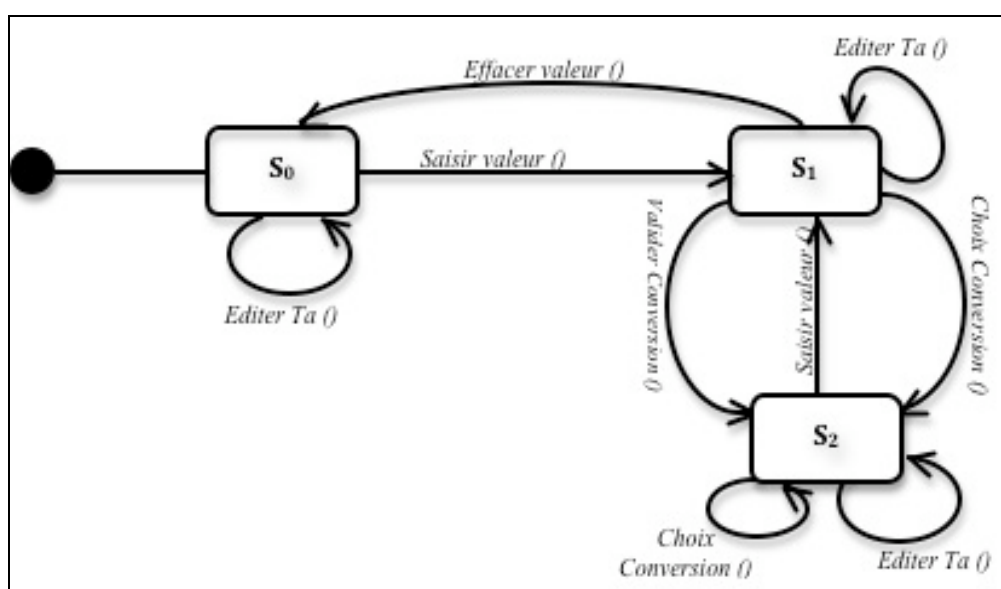 Editer Ta ()
Effacer valeur ()
Saisir valeur ()
S₀
S₁
Editer Ta ()
Valider Conversion ()
Saisir valeur ()
Choix Conversion ()
S₂
Choix
Conversion ()
Editer Ta ()